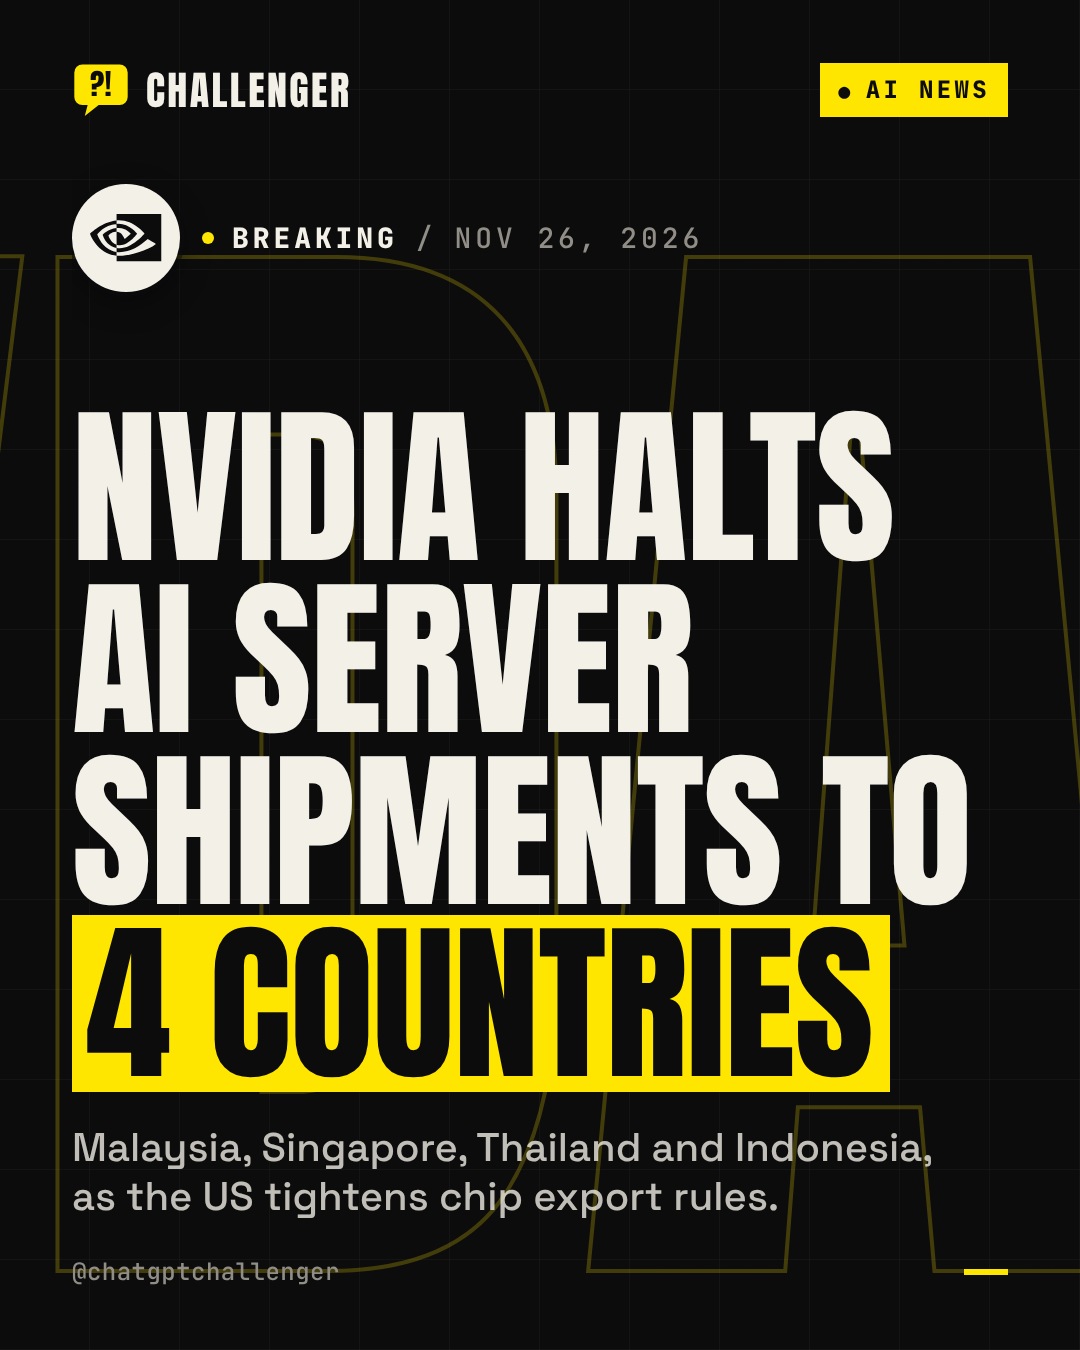 ?! CHALLENGER
● AI NEWS
● BREAKING / NOV 26, 2026
NVIDIA HALTS
AI SERVER
SHIPMENTS TO
4 COUNTRIES
Malaysia, Singapore, Thailand and Indonesia,
as the US tightens chip export rules.
@chatgptchallenger